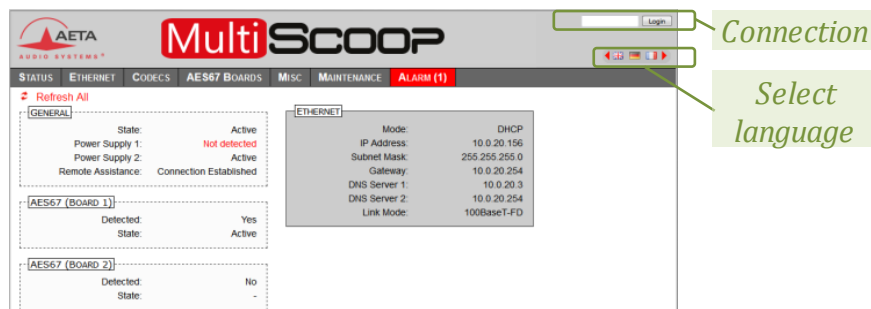 AETA
AUDIO SYSTEMS
MultiScoop
Login
Connection
Select
language
STATUS ETHERNET CODECS AES67 BOARDS MISC MAINTENANCE ALARM (1)
Refresh All
GENERAL
State: Active
Power Supply 1: Not detected
Power Supply 2: Active
Remote Assistance: Connection Established
AES67 (BOARD 1)
Detected: Yes
State: Active
AES67 (BOARD 2)
Detected: No
State: -
ETHERNET
Mode: DHCP
IP Address: 10.0.20.156
Subnet Mask: 255.255.255.0
Gateway: 10.0.20.254
DNS Server 1: 10.0.20.3
DNS Server 2: 10.0.20.254
Link Mode: 100BaseT-FD